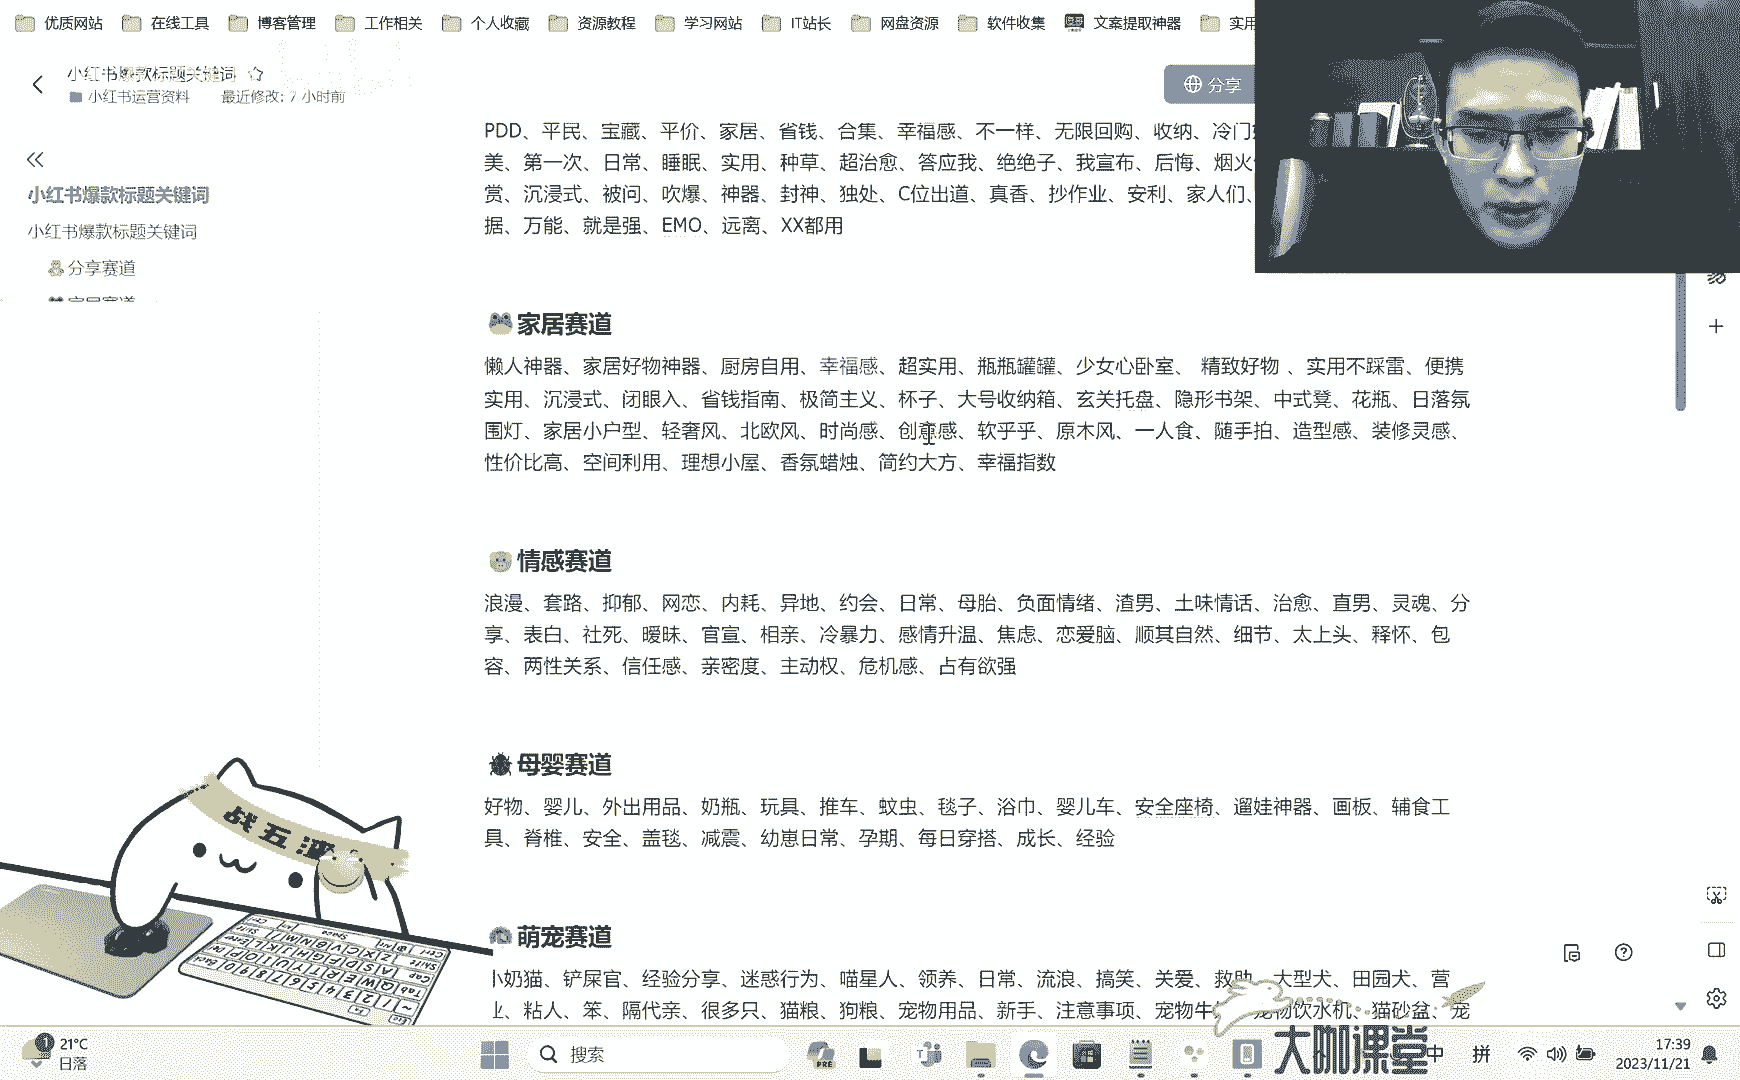 优质网站 在线工具 博客管理 工作相关 个人收藏 资源教程 学习网站 IT站长 网盘资源 软件收集 文案提取神器 实用
小红书爆款标题关键词
小红书运营资料 最近修改: 7 小时前
分享
小红书爆款标题关键词
小红书爆款标题关键词
分享赛道
家居赛道
PDD、平民、宝藏、平价、家居、省钱、合集、幸福感、不一样、无限回购、收纳、冷门
美、第一次、日常、睡眠、实用、种草、超治愈、答应我、绝绝子、我宣布、后悔、烟火
赏、沉浸式、被问、吹爆、神器、封神、独处、C位出道、真香、抄作业、安利、家人们、
据、万能、就是强、EMO、远离、XX都用
家居赛道
懒人神器、家居好物神器、厨房自用、幸福感、超实用、瓶瓶罐罐、少女心卧室、 精致好物 、实用不踩雷、便携
实用、沉浸式、闭眼入、省钱指南、极简主义、杯子、大号收纳箱、玄关托盘、隐形书架、中式凳、花瓶、日落氛
围灯、家居小户型、轻奢风、北欧风、时尚感、创意感、软乎乎、原木风、一人食、随手拍、造型感、装修灵感、
性价比高、空间利用、理想小屋、香氛蜡烛、简约大方、幸福指数
情感赛道
浪漫、套路、抑郁、网恋、内耗、异地、约会、日常、母胎、负面情绪、渣男、土味情话、治愈、直男、灵魂、分
享、表白、社死、暧昧、官宣、相亲、冷暴力、感情升温、焦虑、恋爱脑、顺其自然、细节、太上头、释怀、包
容、两性关系、信任感、亲密度、主动权、危机感、占有欲强
母婴赛道
好物、婴儿、外出用品、奶瓶、玩具、推车、蚊虫、毯子、浴巾、婴儿车、安全座椅、遛娃神器、画板、辅食工
具、脊椎、安全、盖毯、减震、幼崽日常、孕期、每日穿搭、成长、经验
萌宠赛道
小奶猫、铲屎官、经验分享、迷惑行为、喵星人、领养、日常、流浪、搞笑、关爱、救助、大型犬、田园犬、营
业、粘人、笨、隔代亲、很多只、猫粮、狗粮、宠物用品、新手、注意事项、宠物牛 宠物饮水机、猫砂盆、宠
战五渣
大咖课堂
21°C
日落
搜索
PRE
中 拼
17:39
2023/11/21